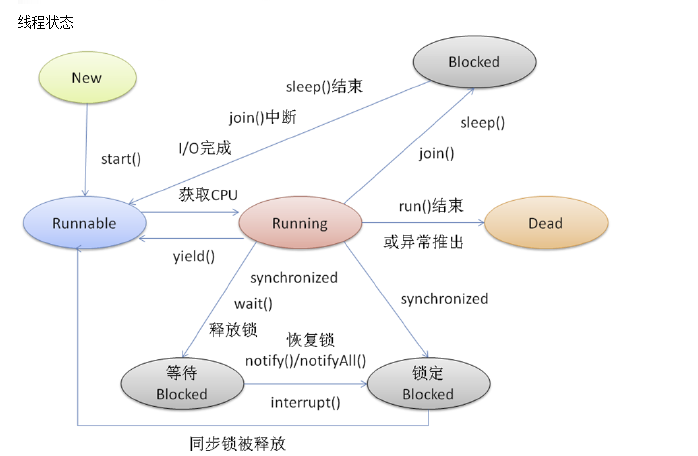 线程状态
New
Blocked
sleep()结束
join()中断
I/O完成
sleep()
join()
start()
获取CPU
Runnable
Running
run()结束
Dead
或异常推出
yield()
synchronized
wait()
释放锁
synchronized
恢复锁
notify()/notifyAll()
等待
Blocked
锁定
Blocked
interrupt()
同步锁被释放